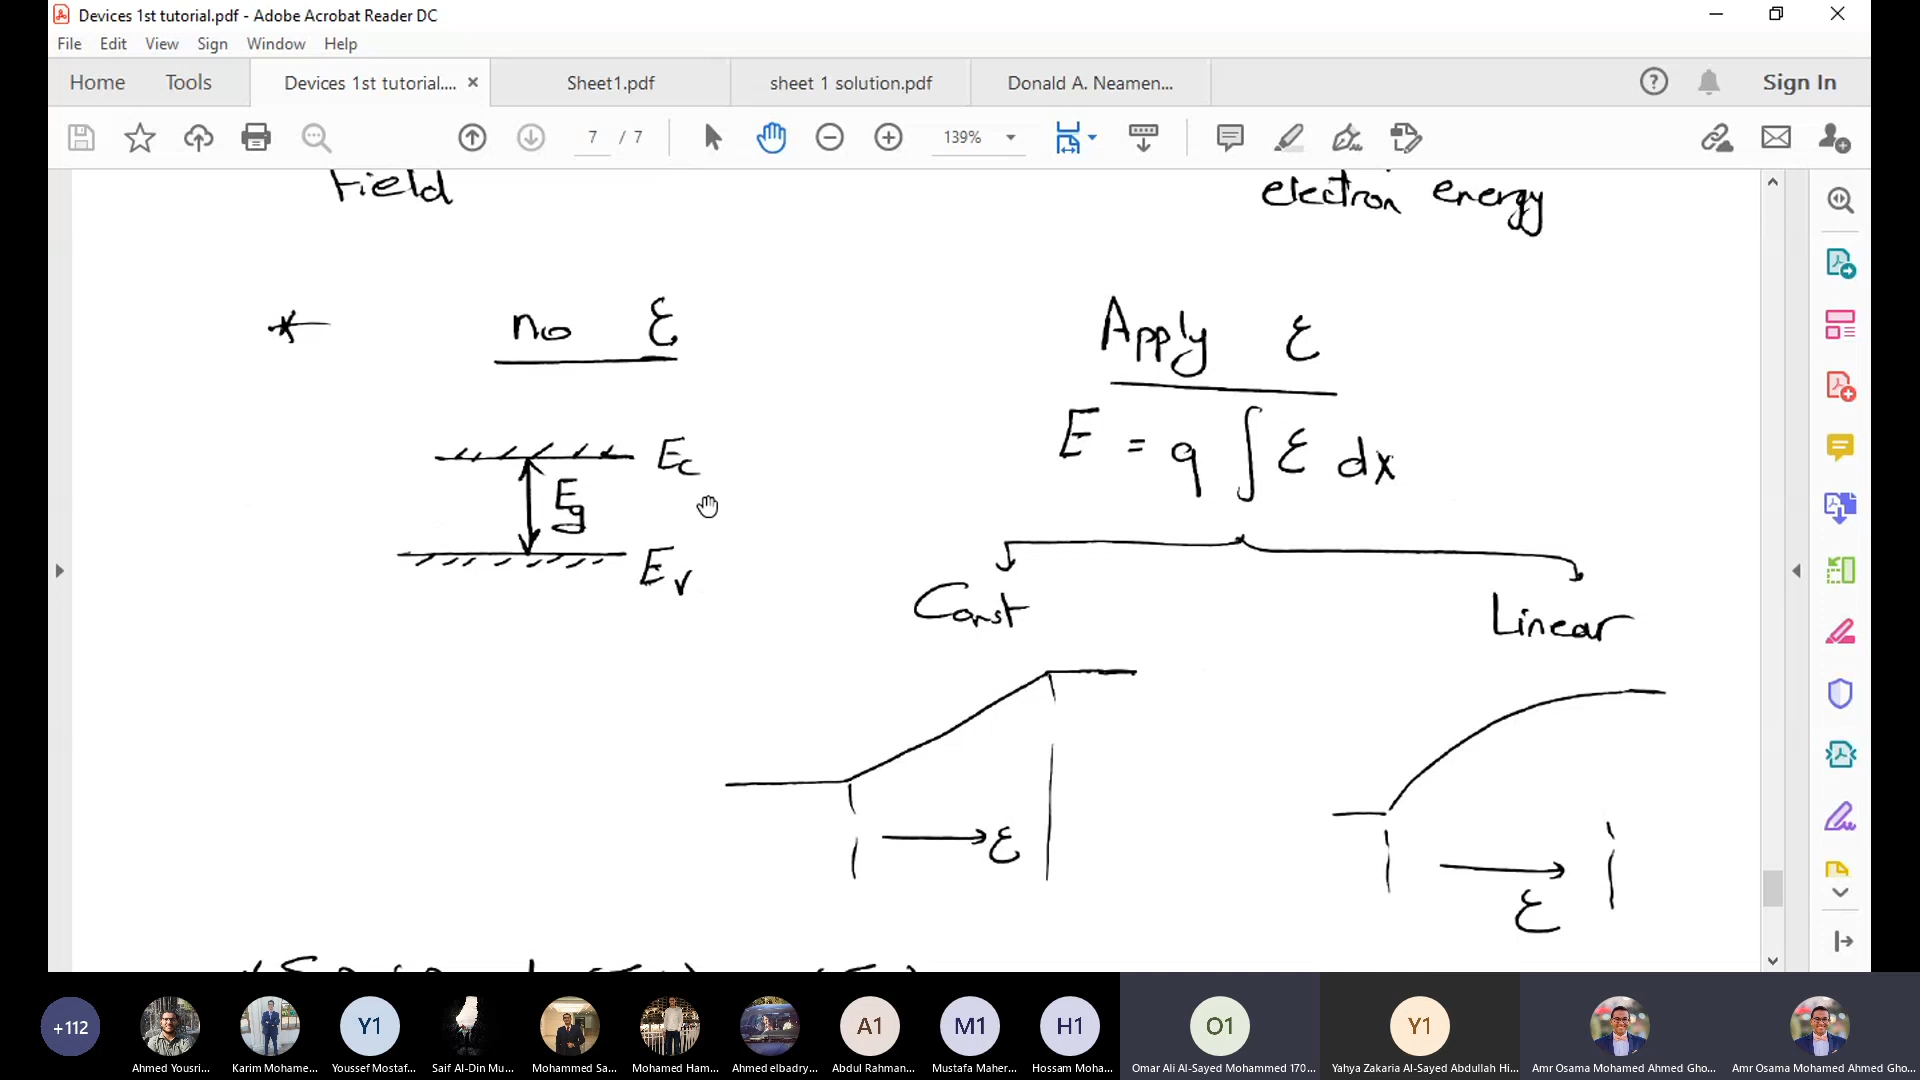 Devices 1st tutorial.pdf - Adobe Acrobat Reader DC
File Edit View Sign Window Help
Home Tools Devices 1st tutorial.... × Sheet1.pdf sheet 1 solution.pdf Donald A. Neamen... Sign In
7 / 7 139%
Field electron energy
* no Ɛ Apply Ɛ
E = q ∫ Ɛ dx
Ec
Eg
Ev
Const Linear
Ɛ
Ɛ
+112 Y1 A1 M1 H1 O1 Y1
Ahmed Yousri... Karim Mohame... Youssef Mostaf... Saif Al-Din Mu... Mohammed Sa... Mohamed Ham... Ahmed elbadry... Abdul Rahman... Mustafa Maher... Hossam Moha... Omar Ali Al-Sayed Mohammed 170... Yahya Zakaria Al-Sayed Abdullah Hi... Amr Osama Mohamed Ahmed Gho... Amr Osama Mohamed Ahmed Gho...